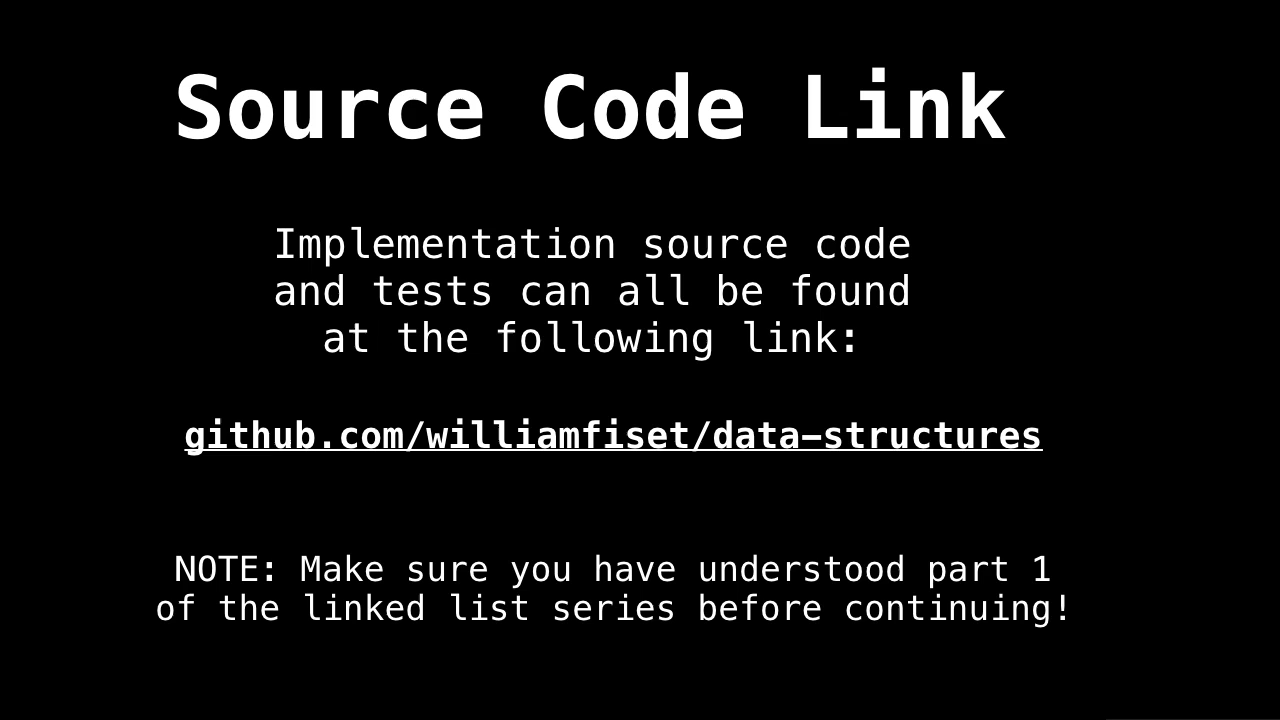 Source Code Link
Implementation source code
and tests can all be found
at the following link:
github.com/williamfiset/data-structures
NOTE: Make sure you have understood part 1
of the linked list series before continuing!